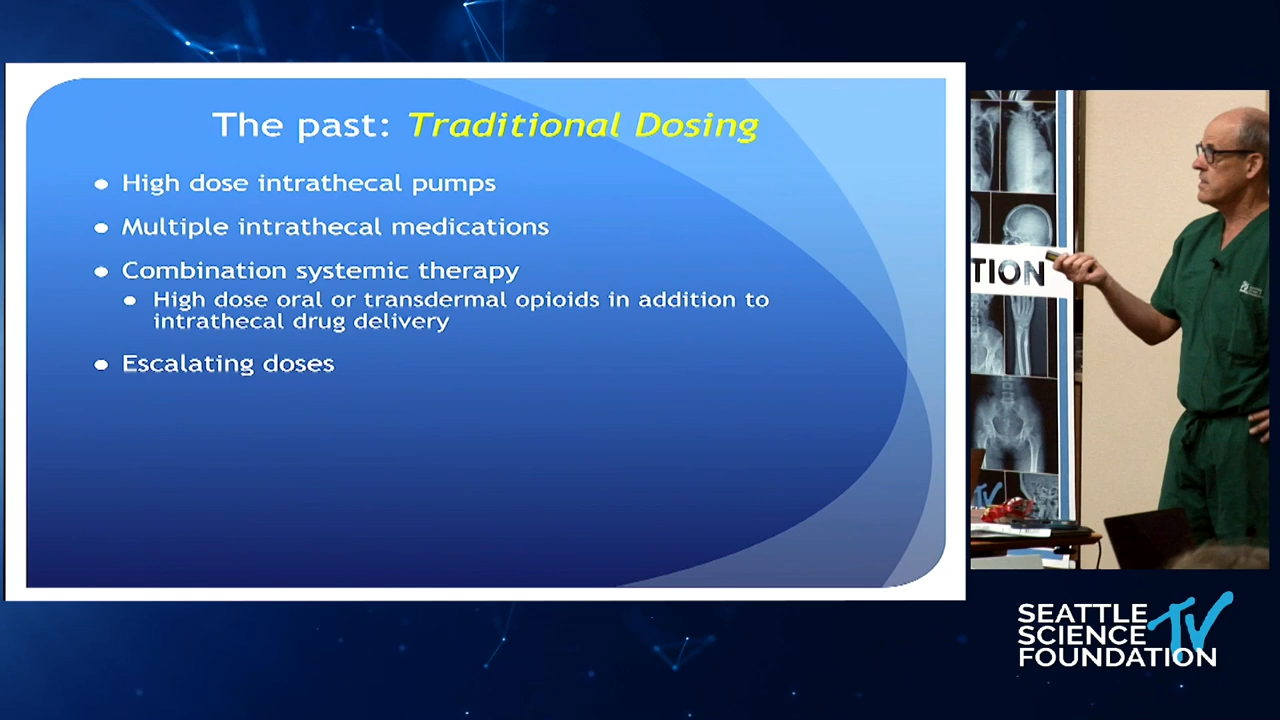 The past: Traditional Dosing
High dose intrathecal pumps
Multiple intrathecal medications
Combination systemic therapy
High dose oral or transdermal opioids in addition to
intrathecal drug delivery
Escalating doses
TION
TV
SEATTLE
SCIENCE
FOUNDATION
TV